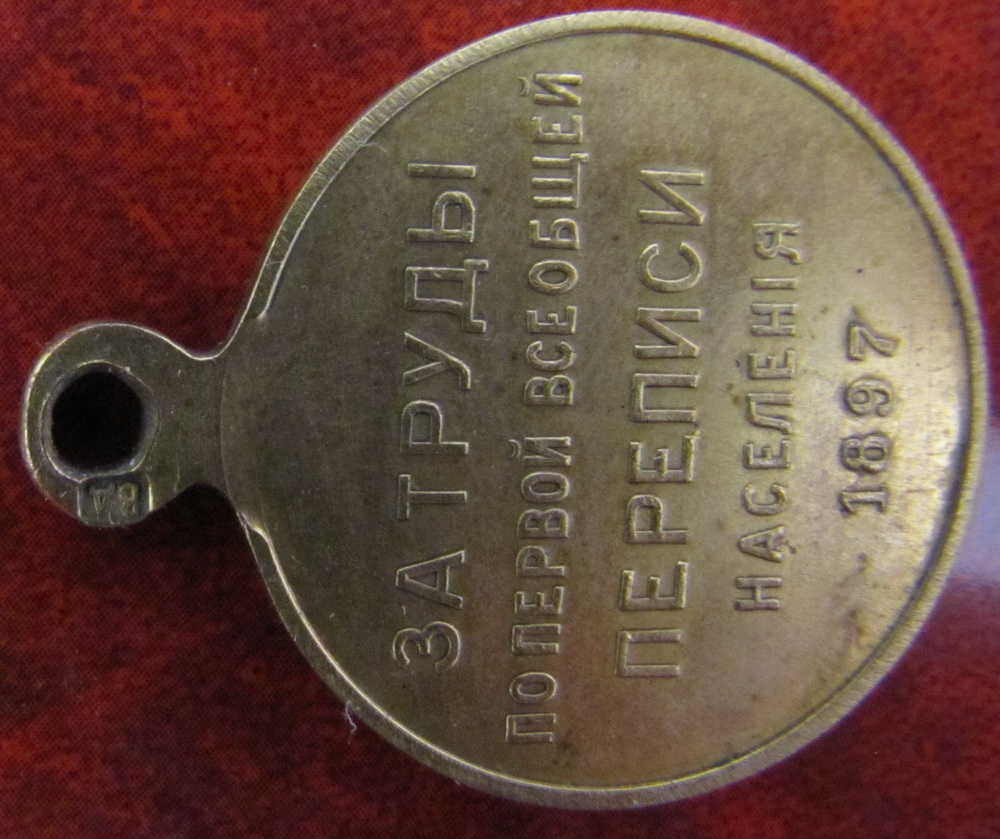 ЗА ТРУДЫ
ПО ПЕРВОЙ ВСЕОБЩЕЙ
ПЕРЕПИСИ
НАСЕЛЕНІЯ
1897